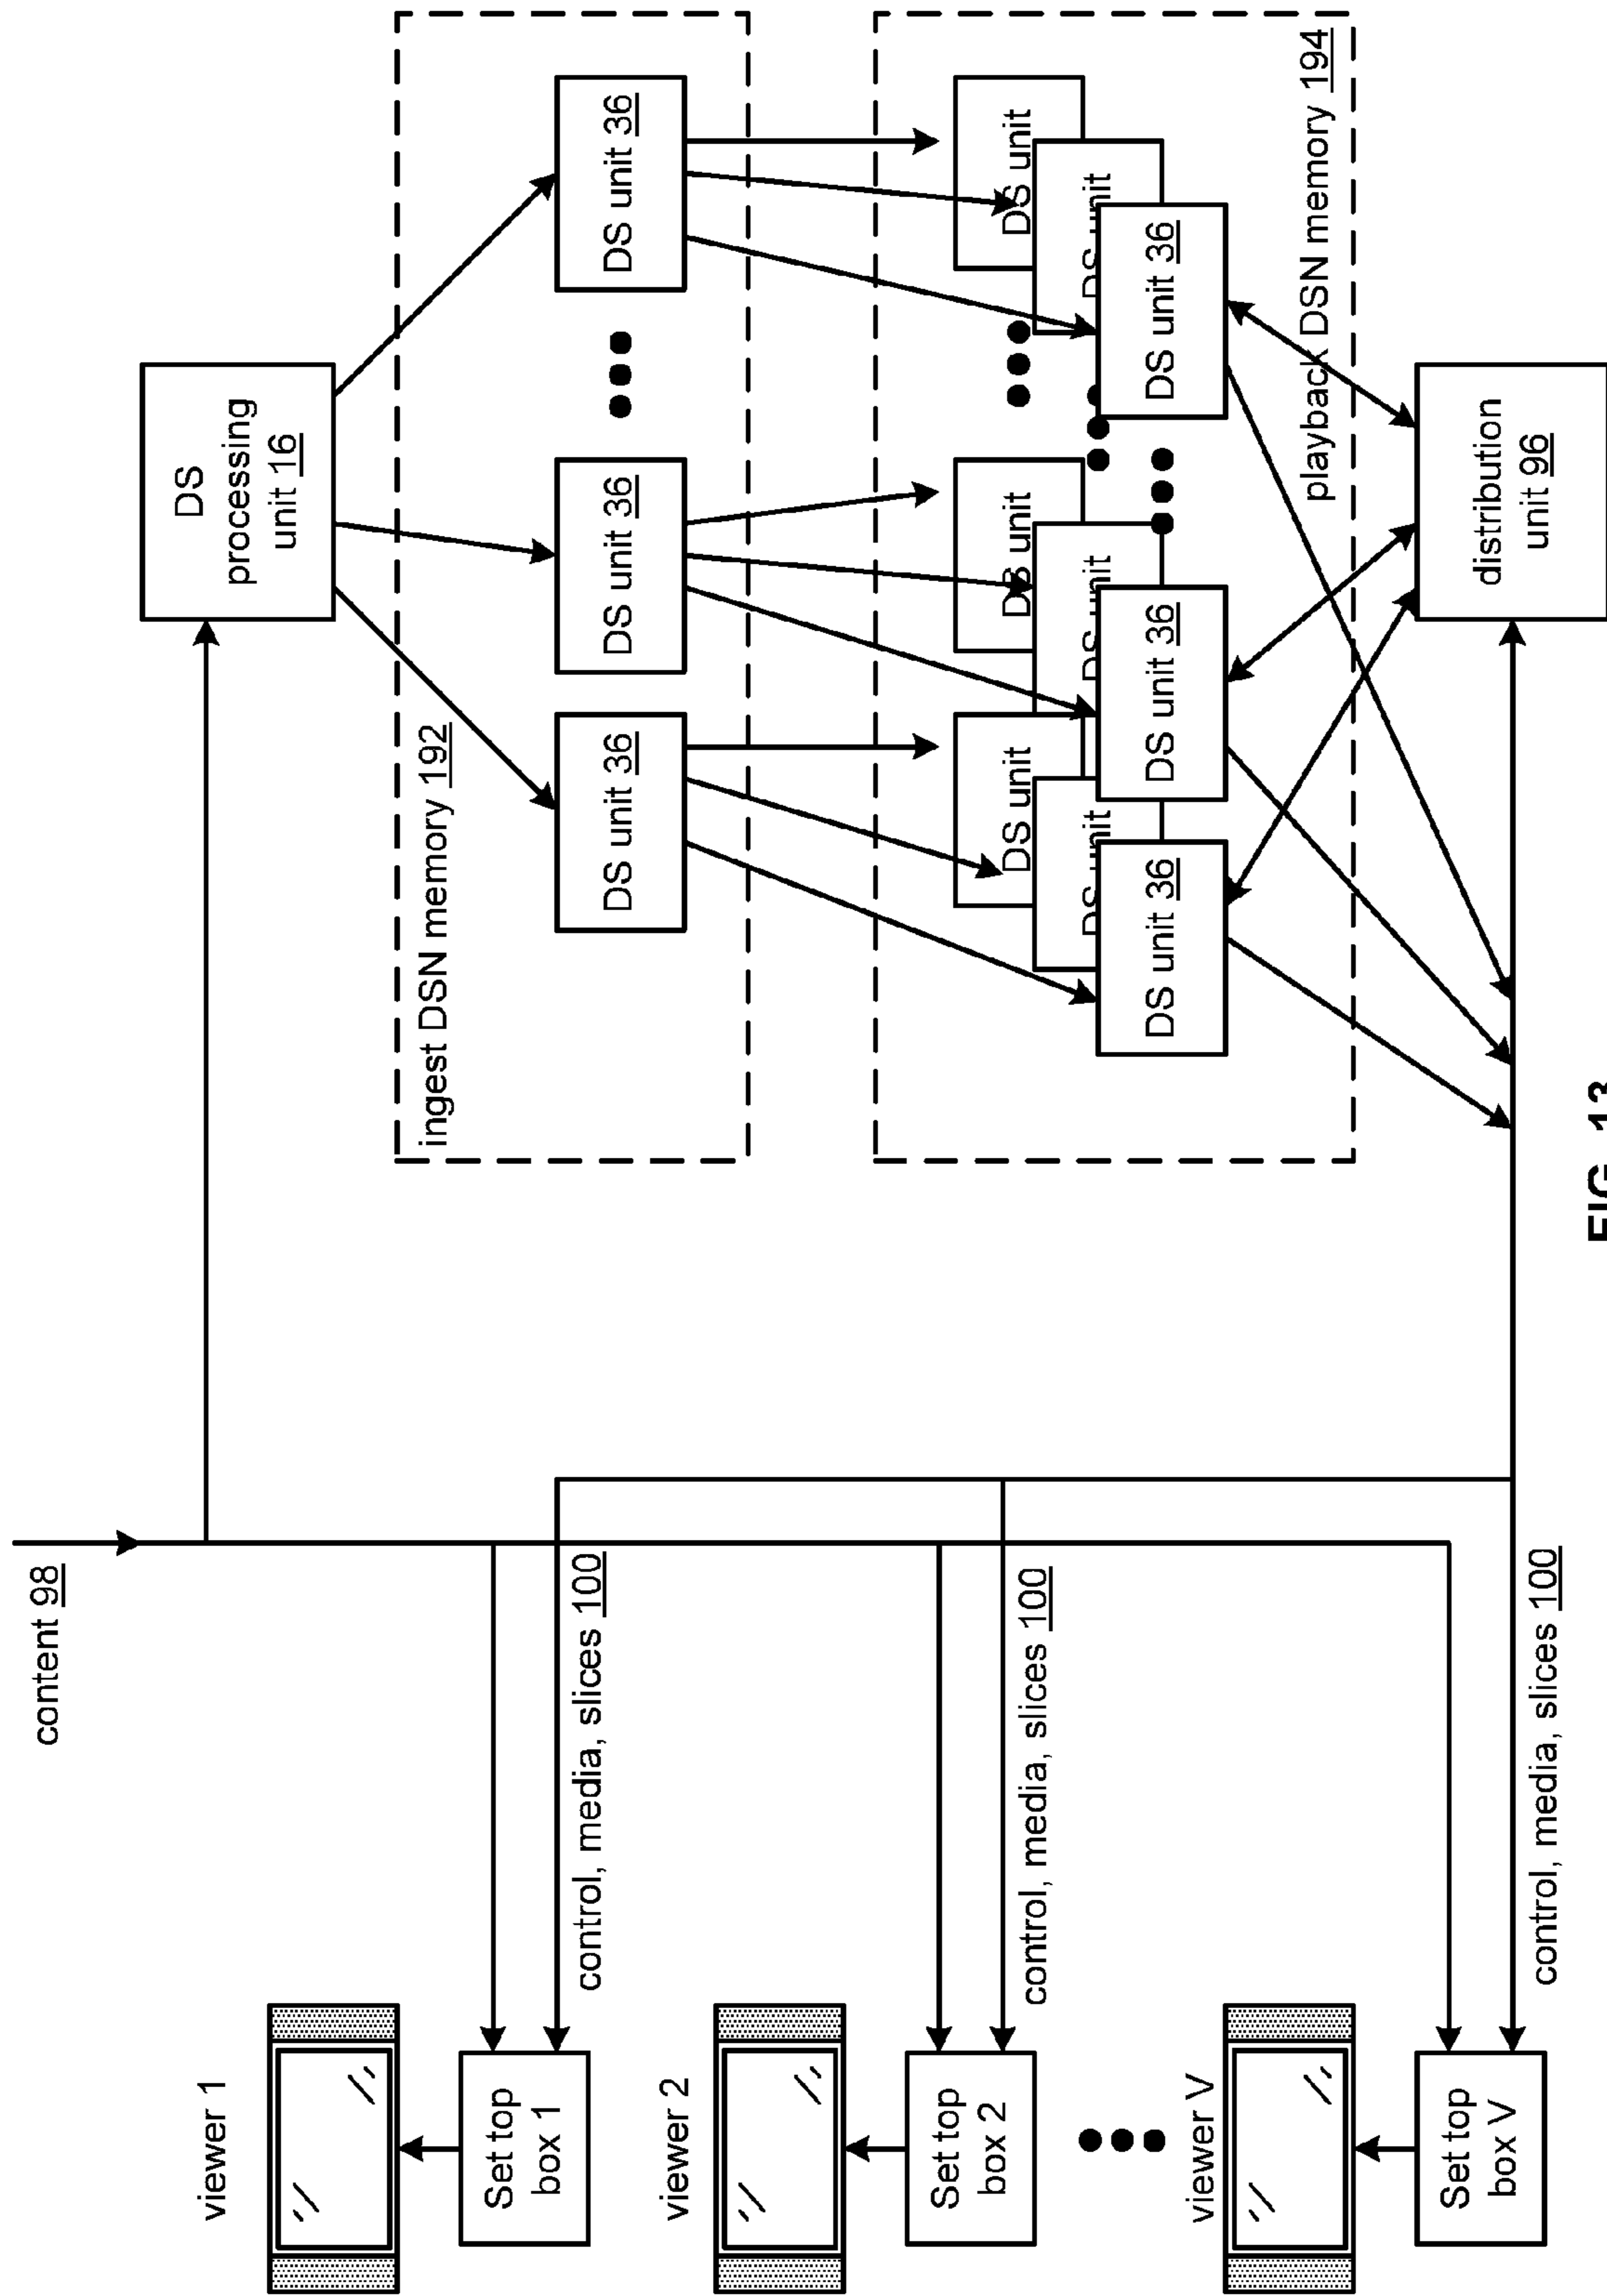 content 98
viewer 1
Set top
box 1
control, media, slices 100
viewer 2
Set top
box 2
control, media, slices 100
viewer V
Set top
box V
control, media, slices 100
DS
processing
unit 16
ingest DSN memory 192
DS unit 36
DS unit 36
DS unit 36
DS unit
DS unit
DS unit 36
DS unit
DS unit
DS unit 36
DS unit
DS unit
DS unit 36
playback DSN memory 194
distribution
unit 96
FIG. 13